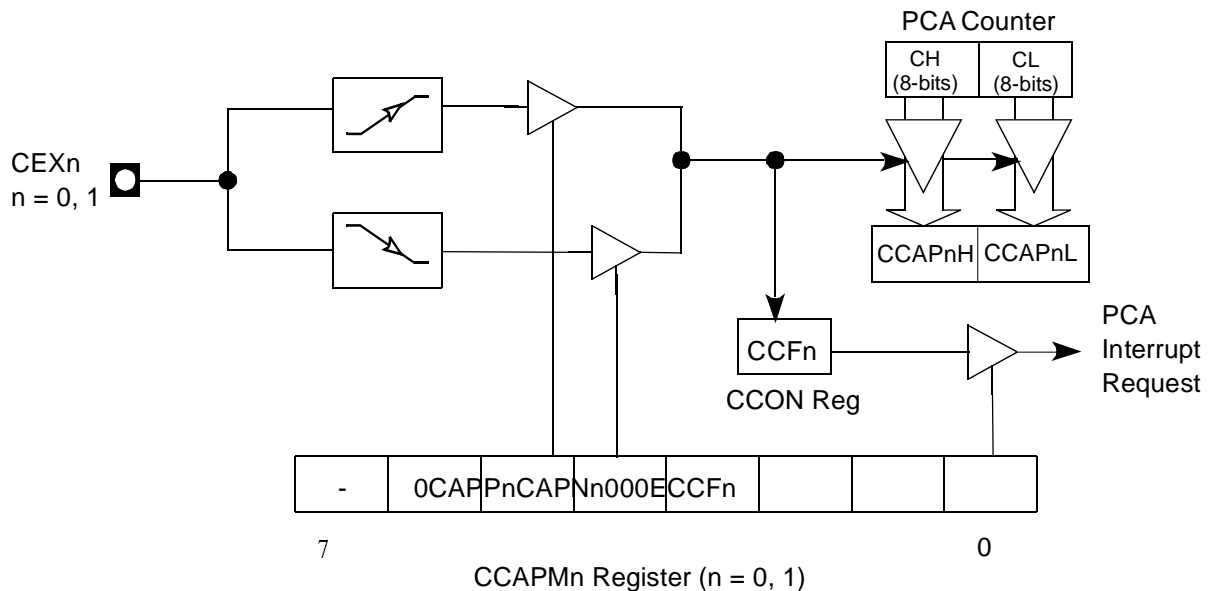 PCA Counter
CH
(8-bits)
CL
(8-bits)
CEXn
n = 0, 1
CCAPnH
CCAPnL
CCFn
CCON Reg
PCA
Interrupt
Request
- 0CAPPnCAPNn000ECCFn
7 0
CCAPMn Register (n = 0, 1)